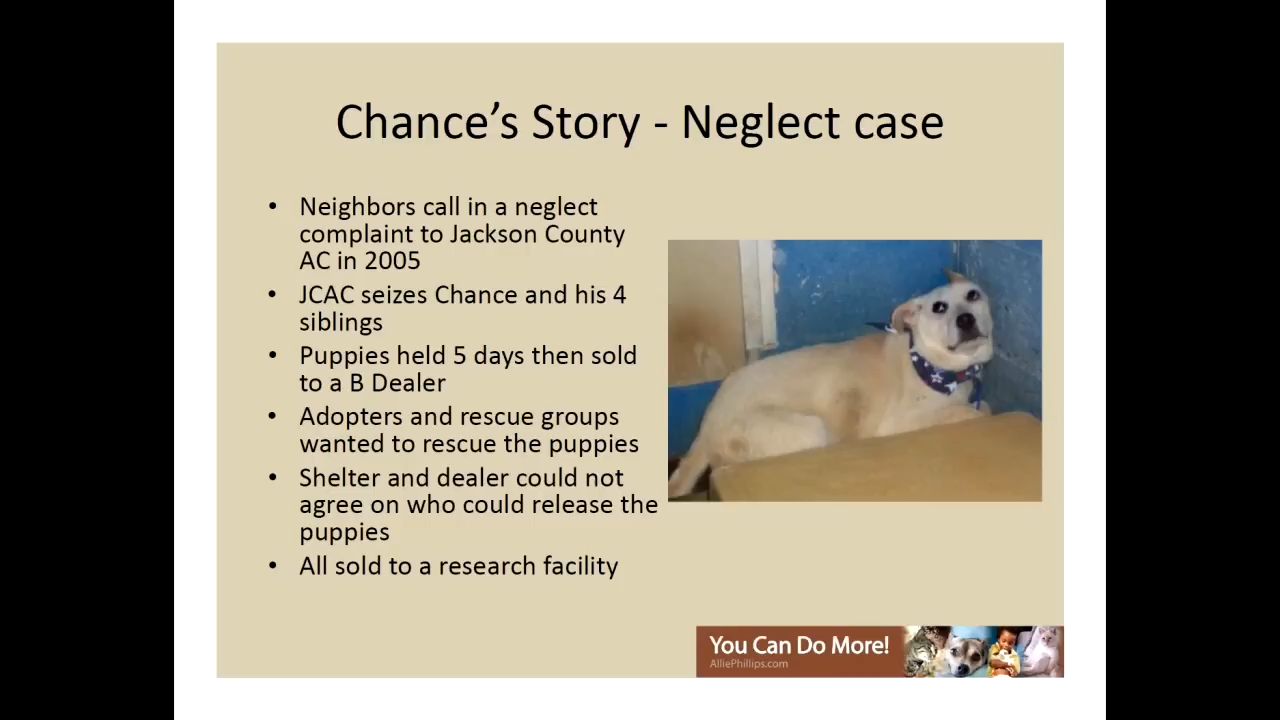 Chance’s Story - Neglect case
• Neighbors call in a neglect
complaint to Jackson County
AC in 2005
• JCAC seizes Chance and his 4
siblings
• Puppies held 5 days then sold
to a B Dealer
• Adopters and rescue groups
wanted to rescue the puppies
• Shelter and dealer could not
agree on who could release the
puppies
• All sold to a research facility
You Can Do More!
AlliePhillips.com